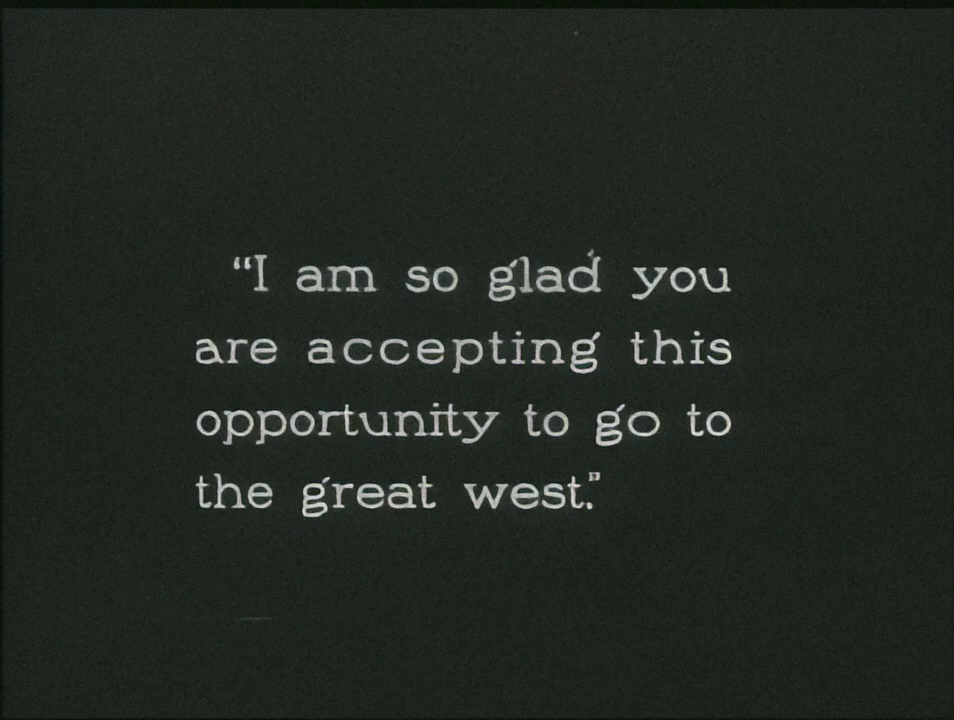 “I am so glad you
are accepting this
opportunity to go to
the great west."